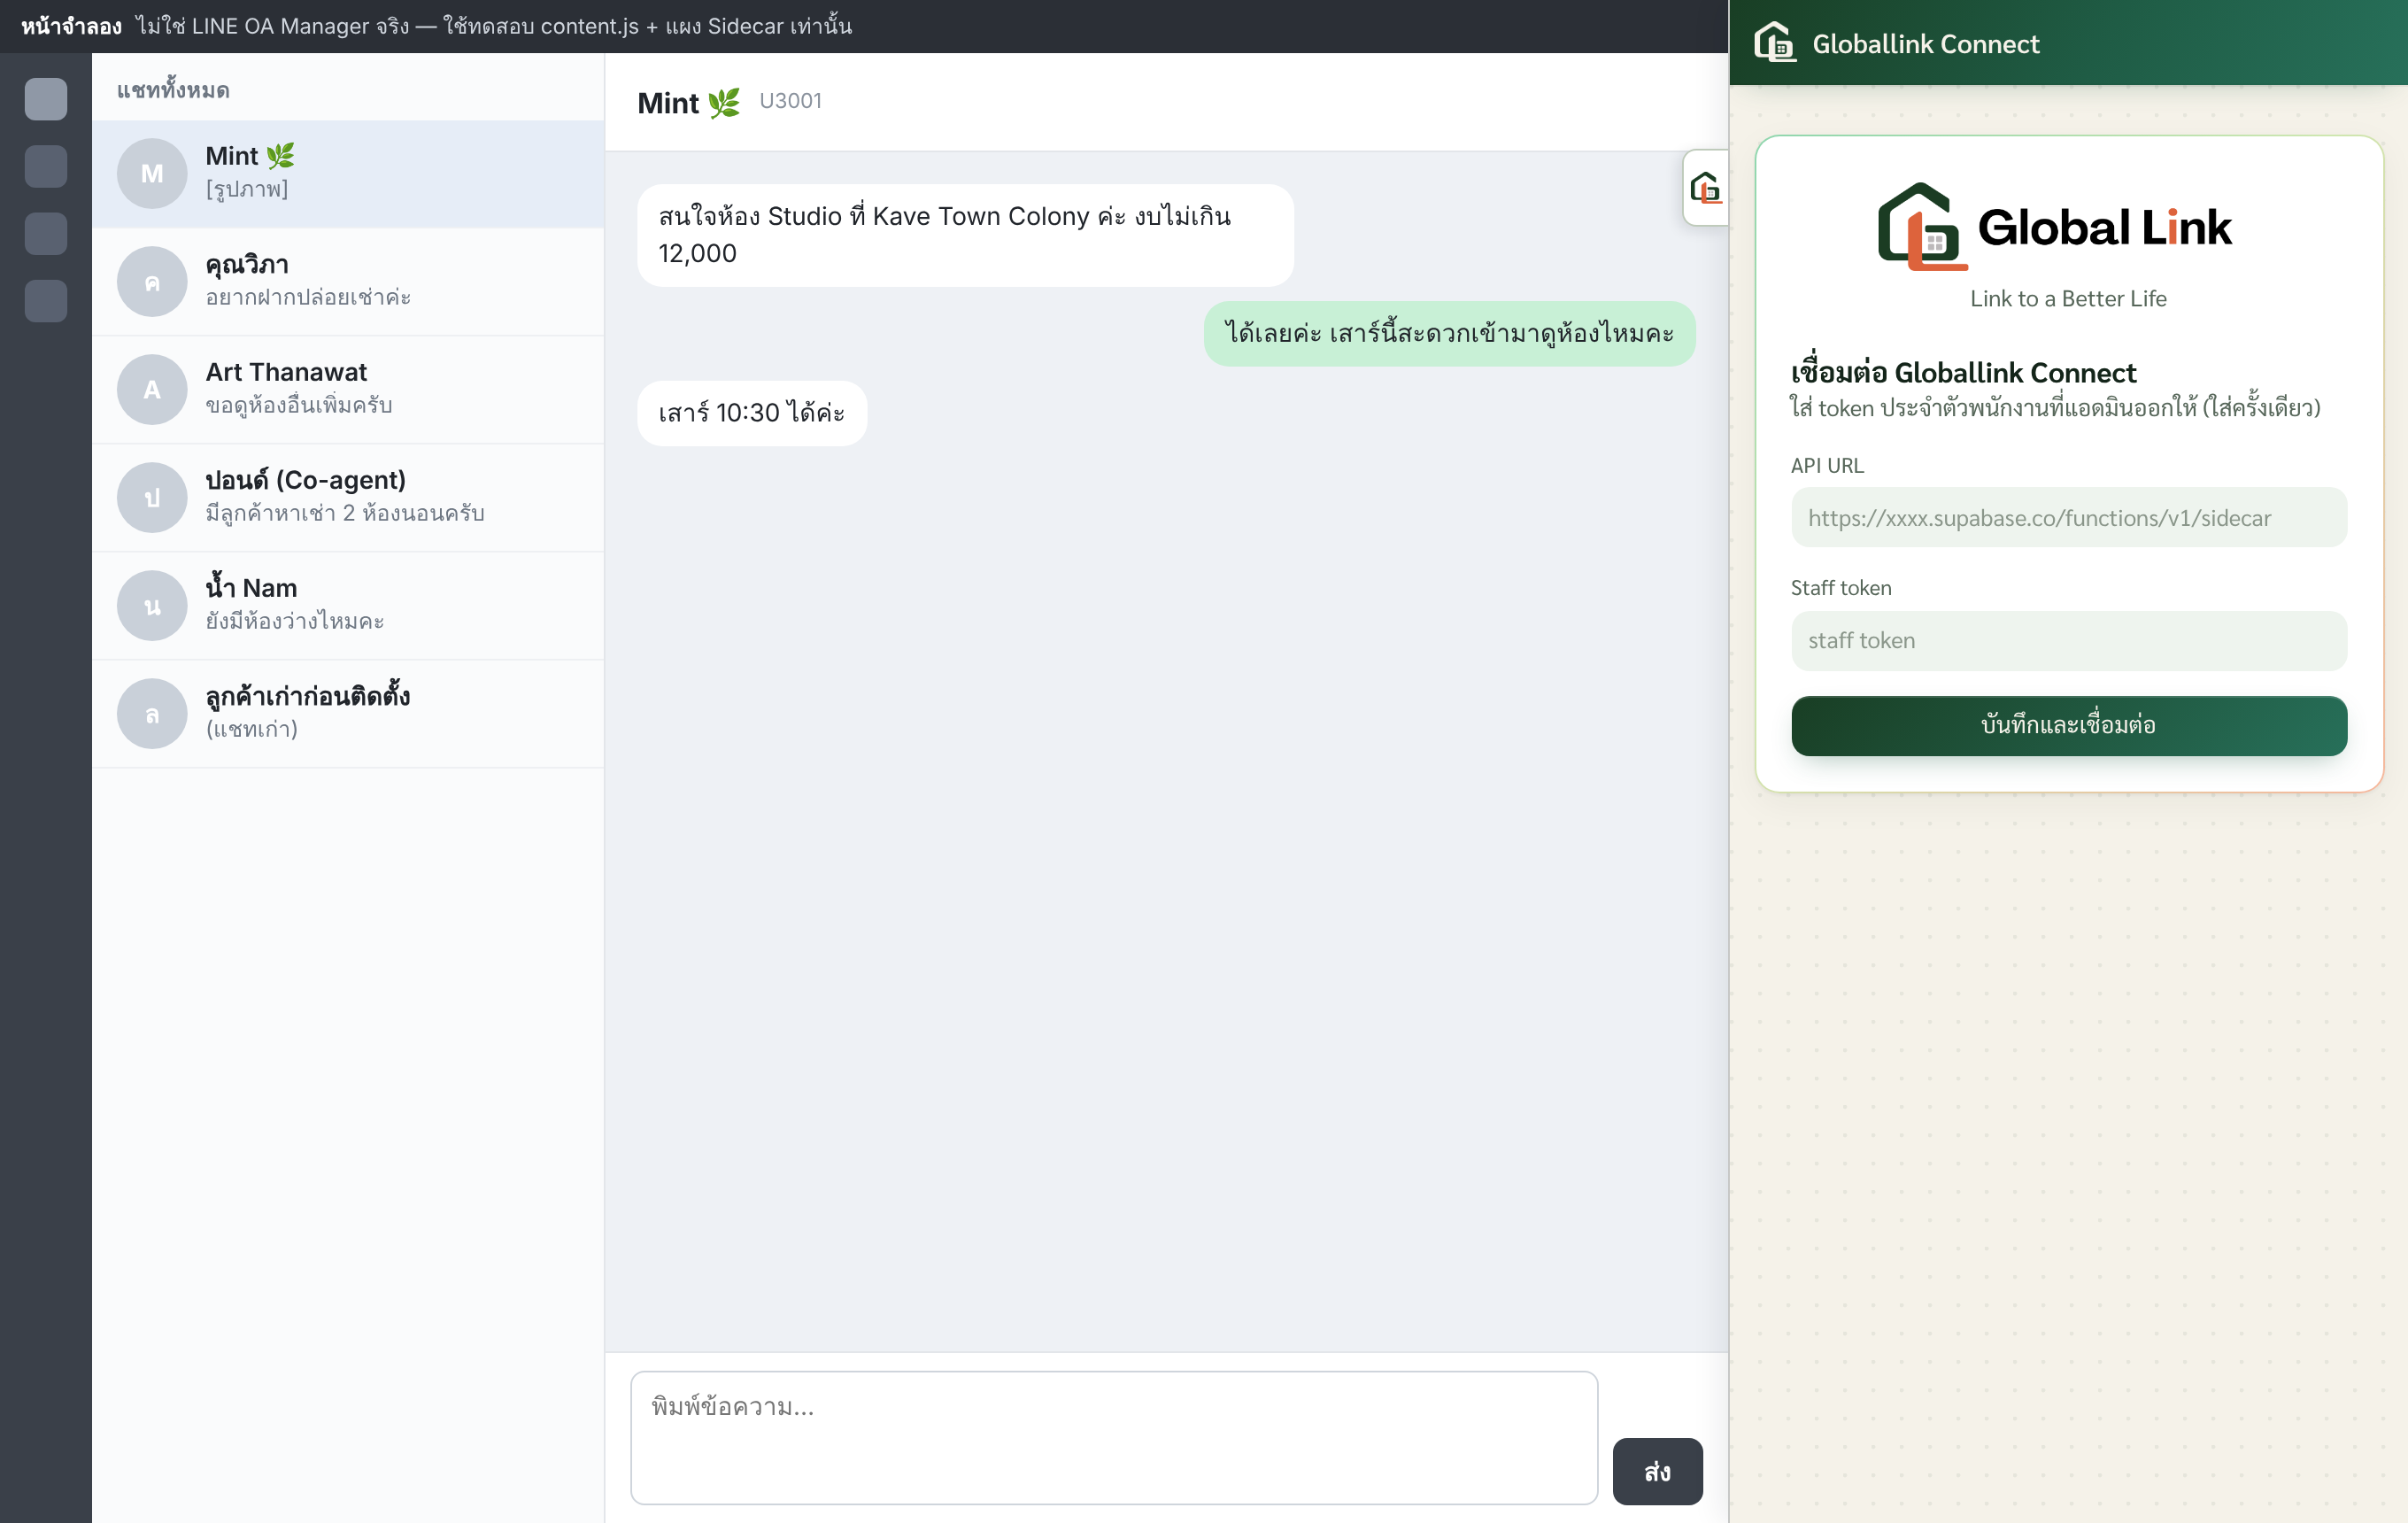 หน้าจำลอง ไม่ใช่ LINE OA Manager จริง — ใช้ทดสอบ content.js + แผง Sidecar เท่านั้น
แชททั้งหมด
M
Mint 🌿
[รูปภาพ]
ค
คุณวิภา
อยากฝากปล่อยเช่าค่ะ
A
Art Thanawat
ขอดูห้องอื่นเพิ่มครับ
ป
ปอนด์ (Co-agent)
มีลูกค้าหาเช่า 2 ห้องนอนครับ
น
น้ำ Nam
ยังมีห้องว่างไหมคะ
ล
ลูกค้าเก่าก่อนติดตั้ง
(แชทเก่า)
Mint 🌿 U3001
สนใจห้อง Studio ที่ Kave Town Colony ค่ะ งบไม่เกิน
12,000
ได้เลยค่ะ เสาร์นี้สะดวกเข้ามาดูห้องไหมคะ
เสาร์ 10:30 ได้ค่ะ
พิมพ์ข้อความ...
ส่ง
Globallink Connect
Global Link
Link to a Better Life
เชื่อมต่อ Globallink Connect
ใส่ token ประจำตัวพนักงานที่แอดมินออกให้ (ใส่ครั้งเดียว)
API URL
https://xxxx.supabase.co/functions/v1/sidecar
Staff token
staff token
บันทึกและเชื่อมต่อ